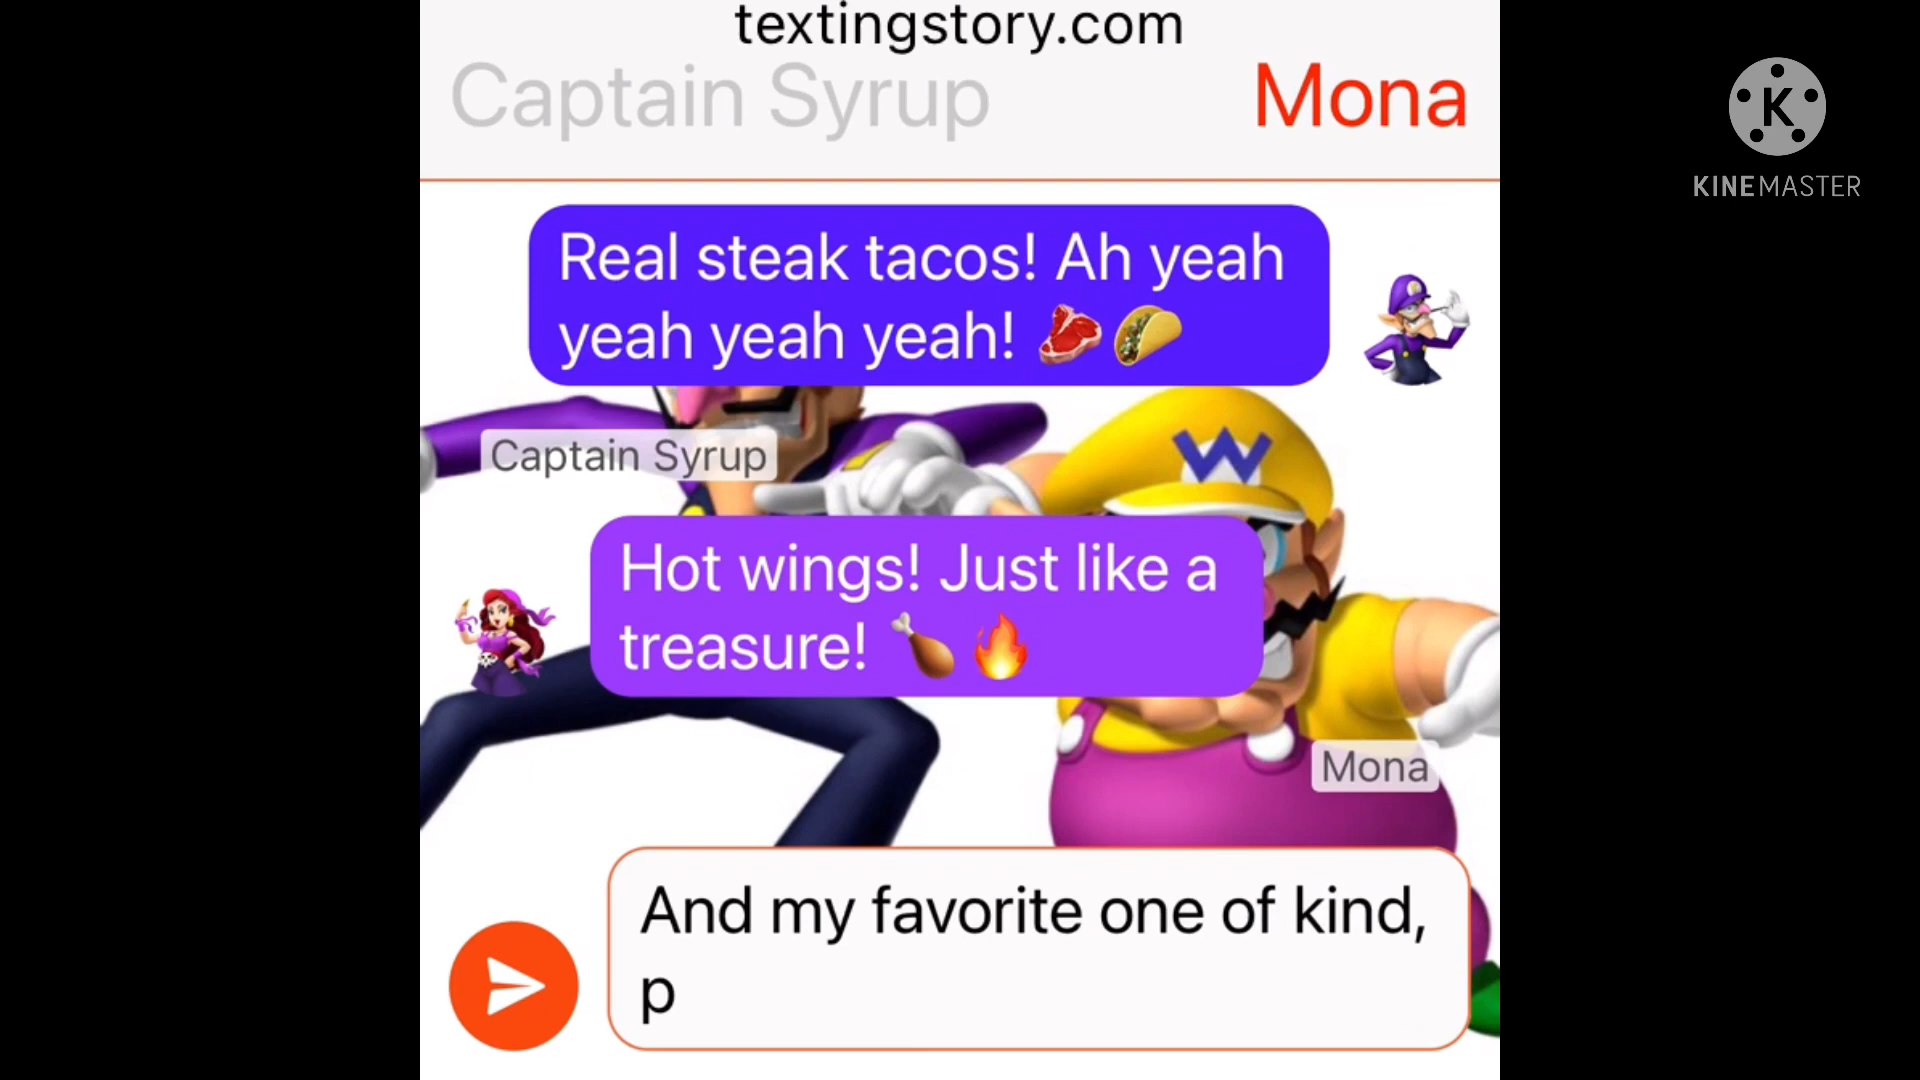 textingstory.com
Captain Syrup
Mona
K
KINEMASTER
Real steak tacos! Ah yeah
yeah yeah yeah! 🥩🌮
Captain Syrup
W
Hot wings! Just like a
treasure! 🍗🔥
Mona
And my favorite one of kind,
p